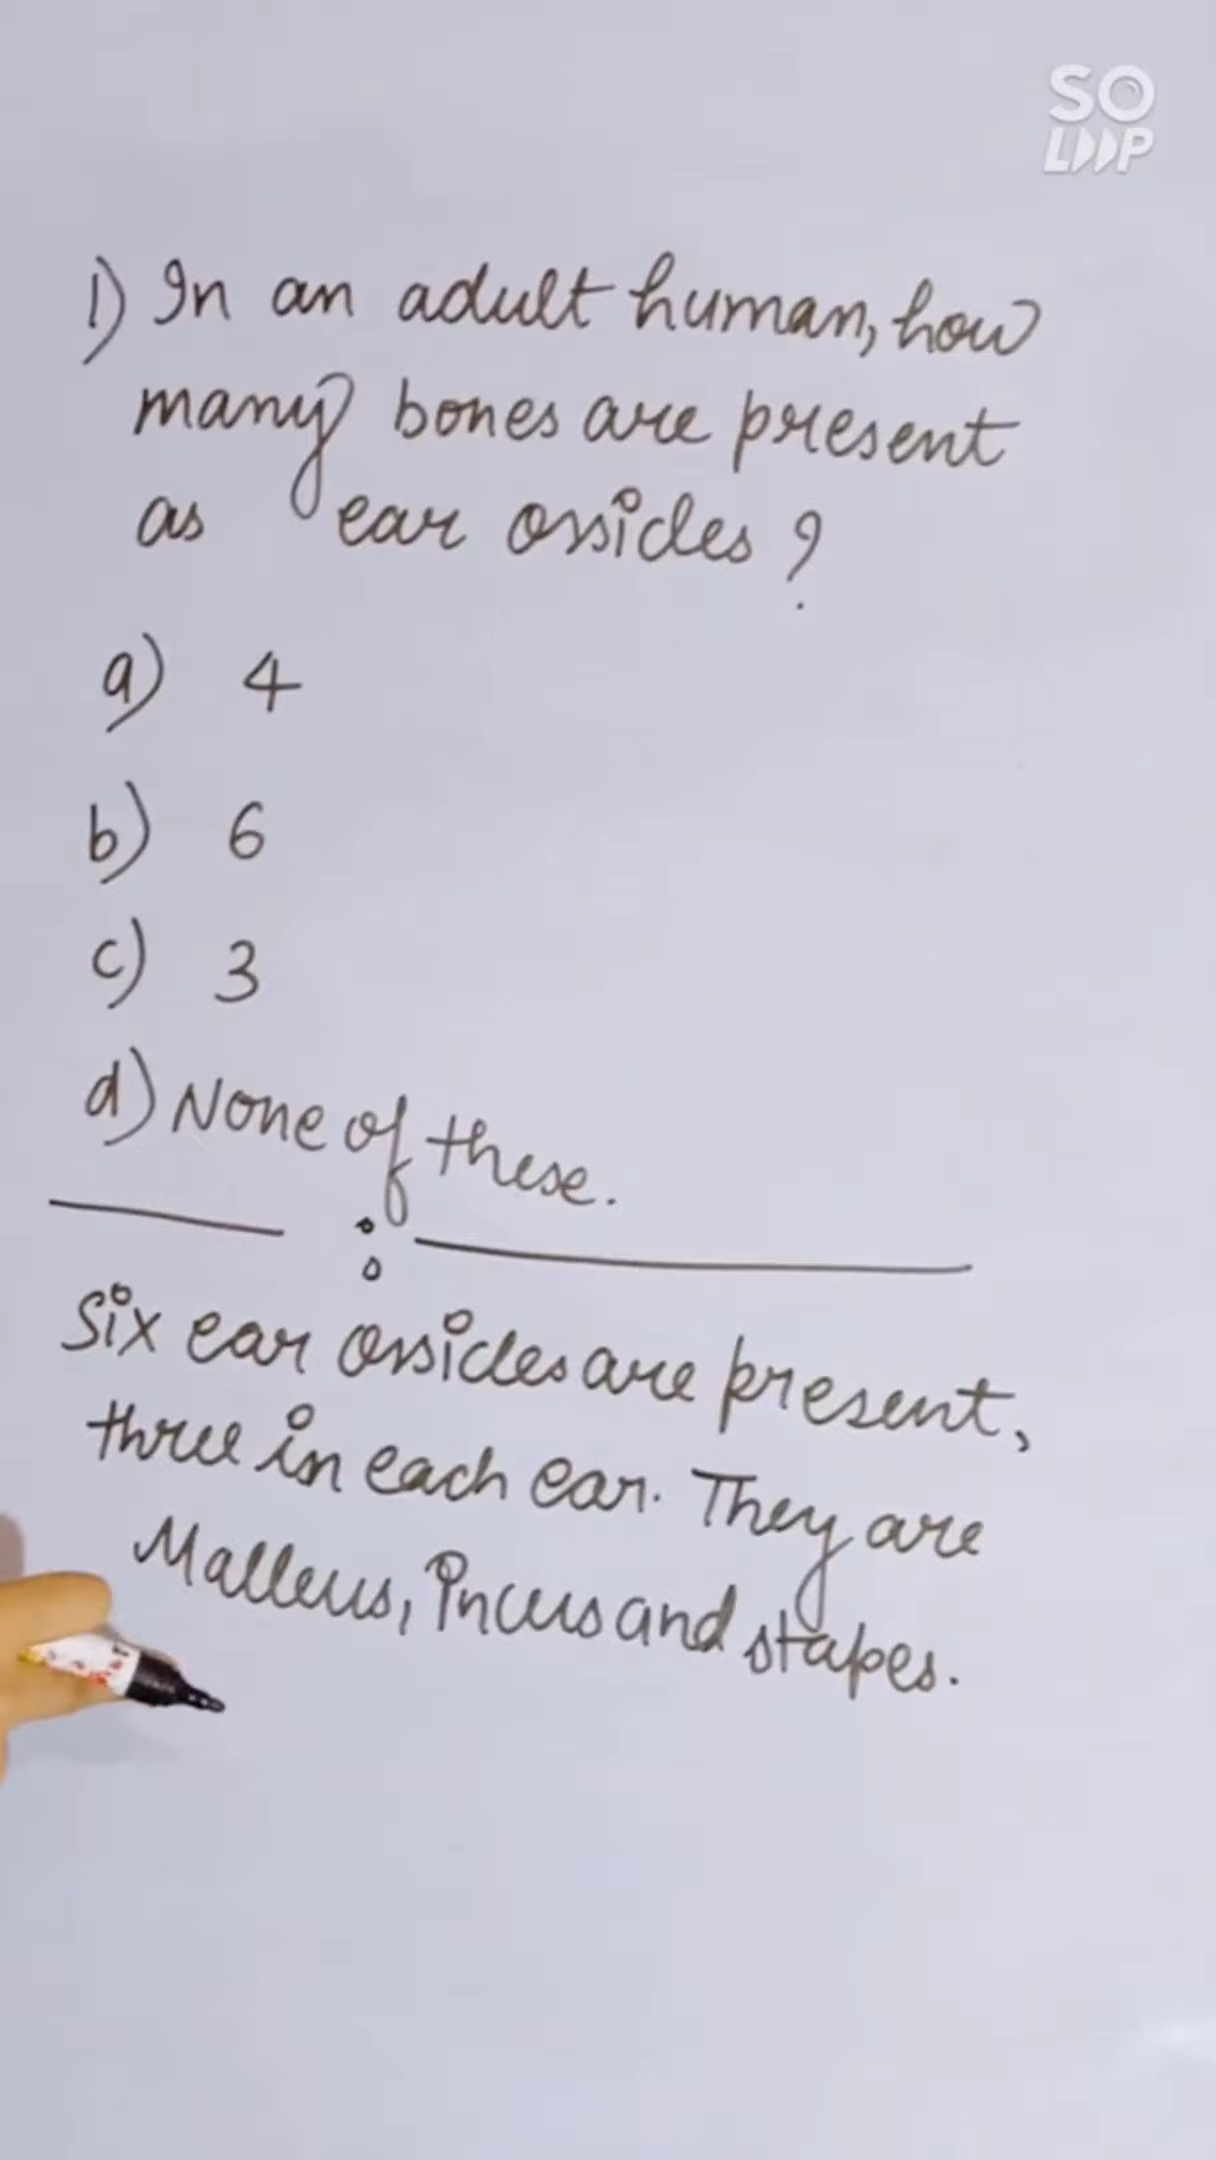 SO
LOOP
1) In an adult human, how
many bones are present
as ear ossicles?
a) 4
b) 6
c) 3
d) None of these.
Six ear ossicles are present,
three in each ear. They are
Malleus, incus and stapes.